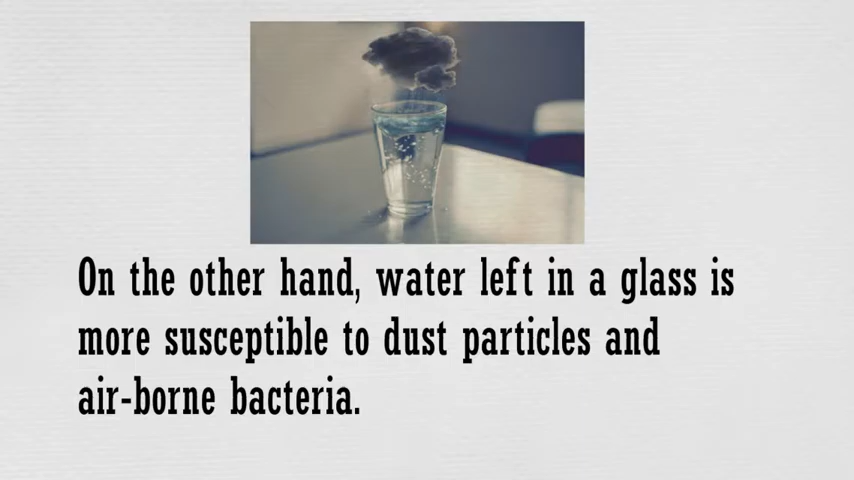 On the other hand, water left in a glass is
more susceptible to dust particles and
air-borne bacteria.